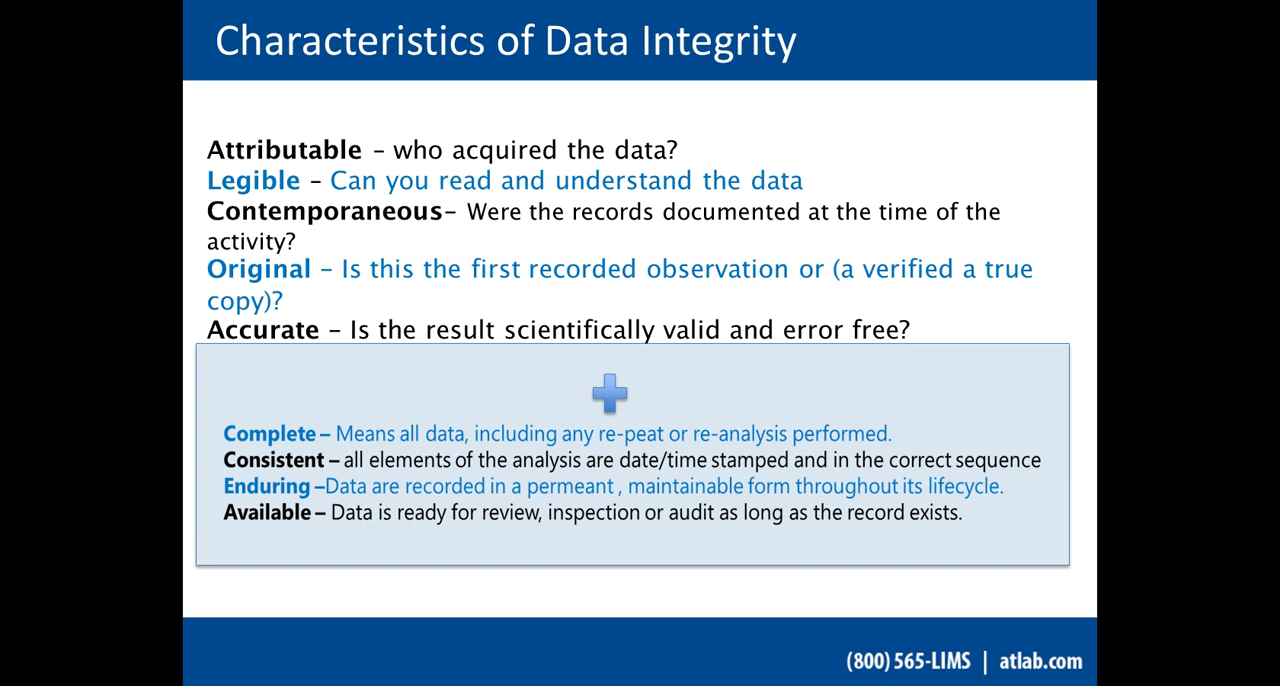 Characteristics of Data Integrity
Attributable – who acquired the data?
Legible – Can you read and understand the data
Contemporaneous– Were the records documented at the time of the
activity?
Original – Is this the first recorded observation or (a verified a true
copy)?
Accurate – Is the result scientifically valid and error free?
Complete – Means all data, including any re-peat or re-analysis performed.
Consistent – all elements of the analysis are date/time stamped and in the correct sequence
Enduring –Data are recorded in a permeant , maintainable form throughout its lifecycle.
Available – Data is ready for review, inspection or audit as long as the record exists.
(800) 565-LIMS | atlab.com